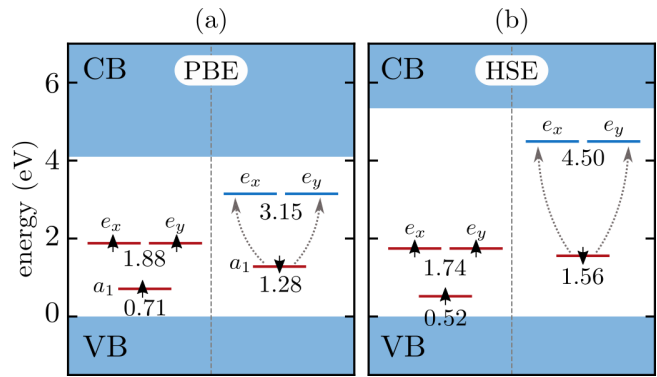 (a) (b)
6 CB PBE CB HSE
energy (eV)
4
2
0
e_x e_y
3.15
e_x e_y
1.88
a_1
0.71
a_1
1.28
VB
e_x e_y
4.50
e_x e_y
1.74
0.52
1.56
VB